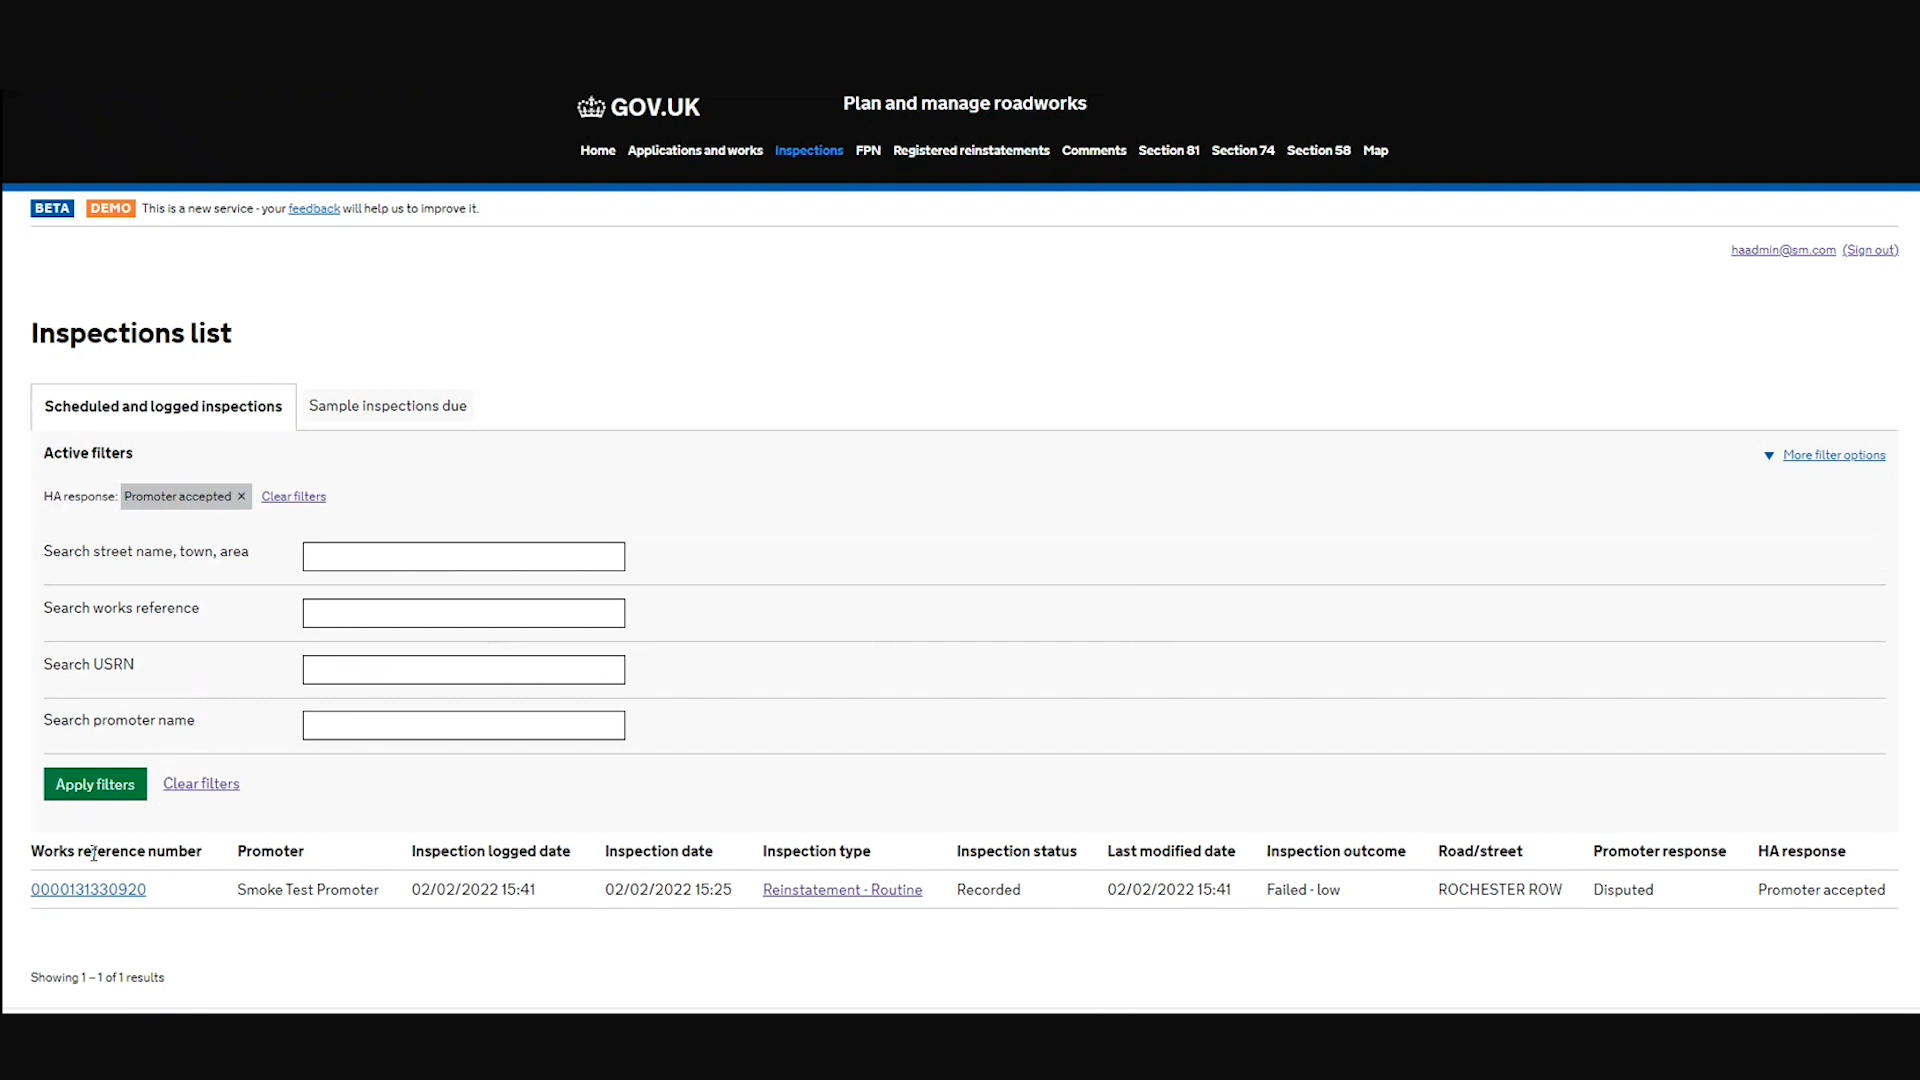 GOV.UK
Plan and manage roadworks
Home Applications and works Inspections FPN Registered reinstatements Comments Section 81 Section 74 Section 58 Map
BETA DEMO This is a new service - your feedback will help us to improve it.
haadmin@sm.com (Sign out)
Inspections list
Scheduled and logged inspections Sample inspections due
Active filters
▼ More filter options
HA response: Promoter accepted ✕ Clear filters
Search street name, town, area
Search works reference
Search USRN
Search promoter name
Apply filters Clear filters
Works reference number Promoter Inspection logged date Inspection date Inspection type Inspection status Last modified date Inspection outcome Road/street Promoter response HA response
0000131330920 Smoke Test Promoter 02/02/2022 15:41 02/02/2022 15:25 Reinstatement - Routine Recorded 02/02/2022 15:41 Failed - low ROCHESTER ROW Disputed Promoter accepted
Showing 1 – 1 of 1 results